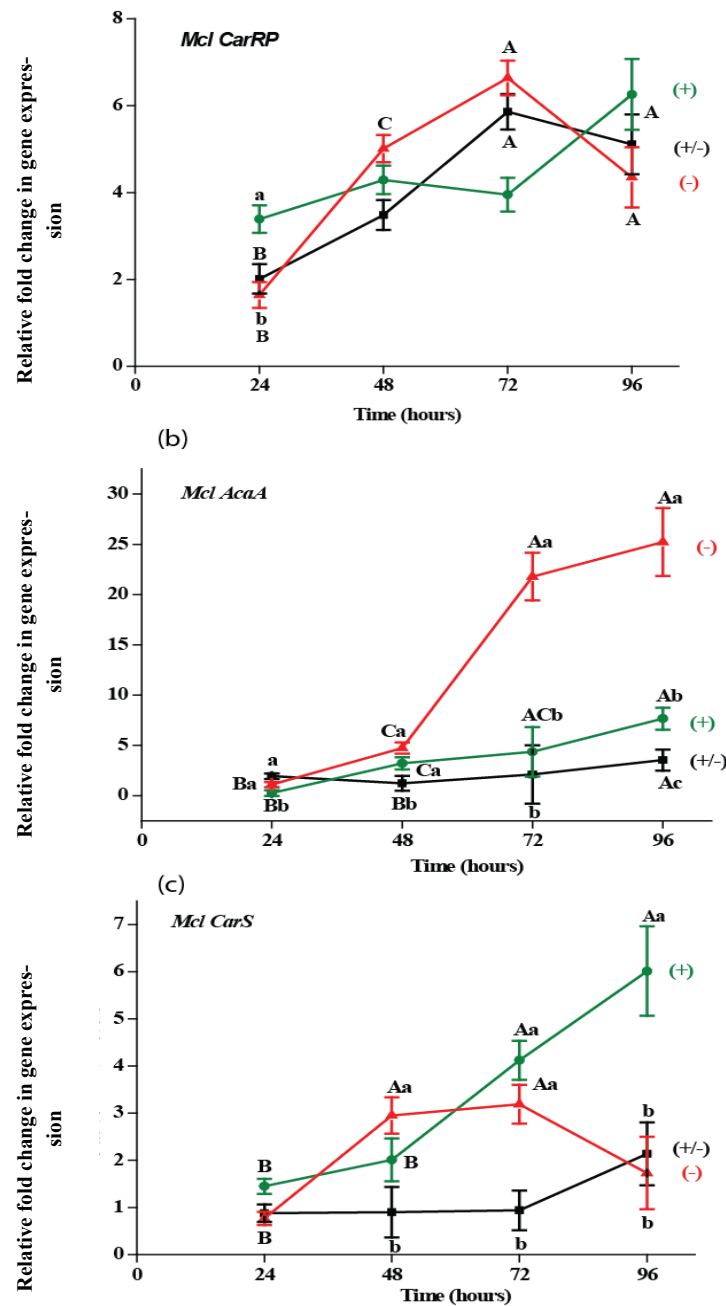 8
Mcl CarRP
A
(+)
6
C
A
A
(+/-)
a
4
(-)
B
A
2
b
B
0
0
24
48
72
96
Relative fold change in gene expres-
sion
Time (hours)
(b)
30
Mcl AcaA
Aa
Aa
25
(-)
20
15
10
ACb
Ab
Ca
(+)
5
a
Ca
(+/-)
Ba
0
Bb
Bb
b
Ac
0
24
48
72
96
Relative fold change in gene expres-
sion
Time (hours)
(c)
7
Mcl CarS
Aa
6
(+)
5
Aa
4
Aa
Aa
3
b
B
(+/-)
2
B
(-)
1
B
b
b
b
0
0
24
48
72
96
Relative fold change in gene expres-
sion
Time (hours)